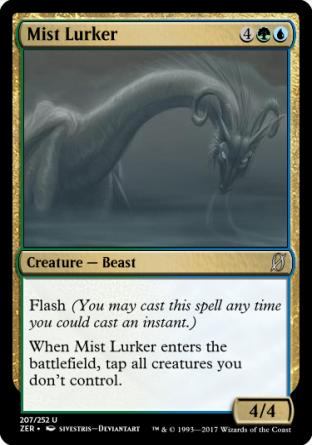 Mist Lurker 4
Creature — Beast
Flash (You may cast this spell any time
you could cast an instant.)
When Mist Lurker enters the
battlefield, tap all creatures you
don't control.
4/4
207/252 U
ZER • SIVESTRIS—DEVIANTART ™ & © 1993—2017 Wizards of the Coast